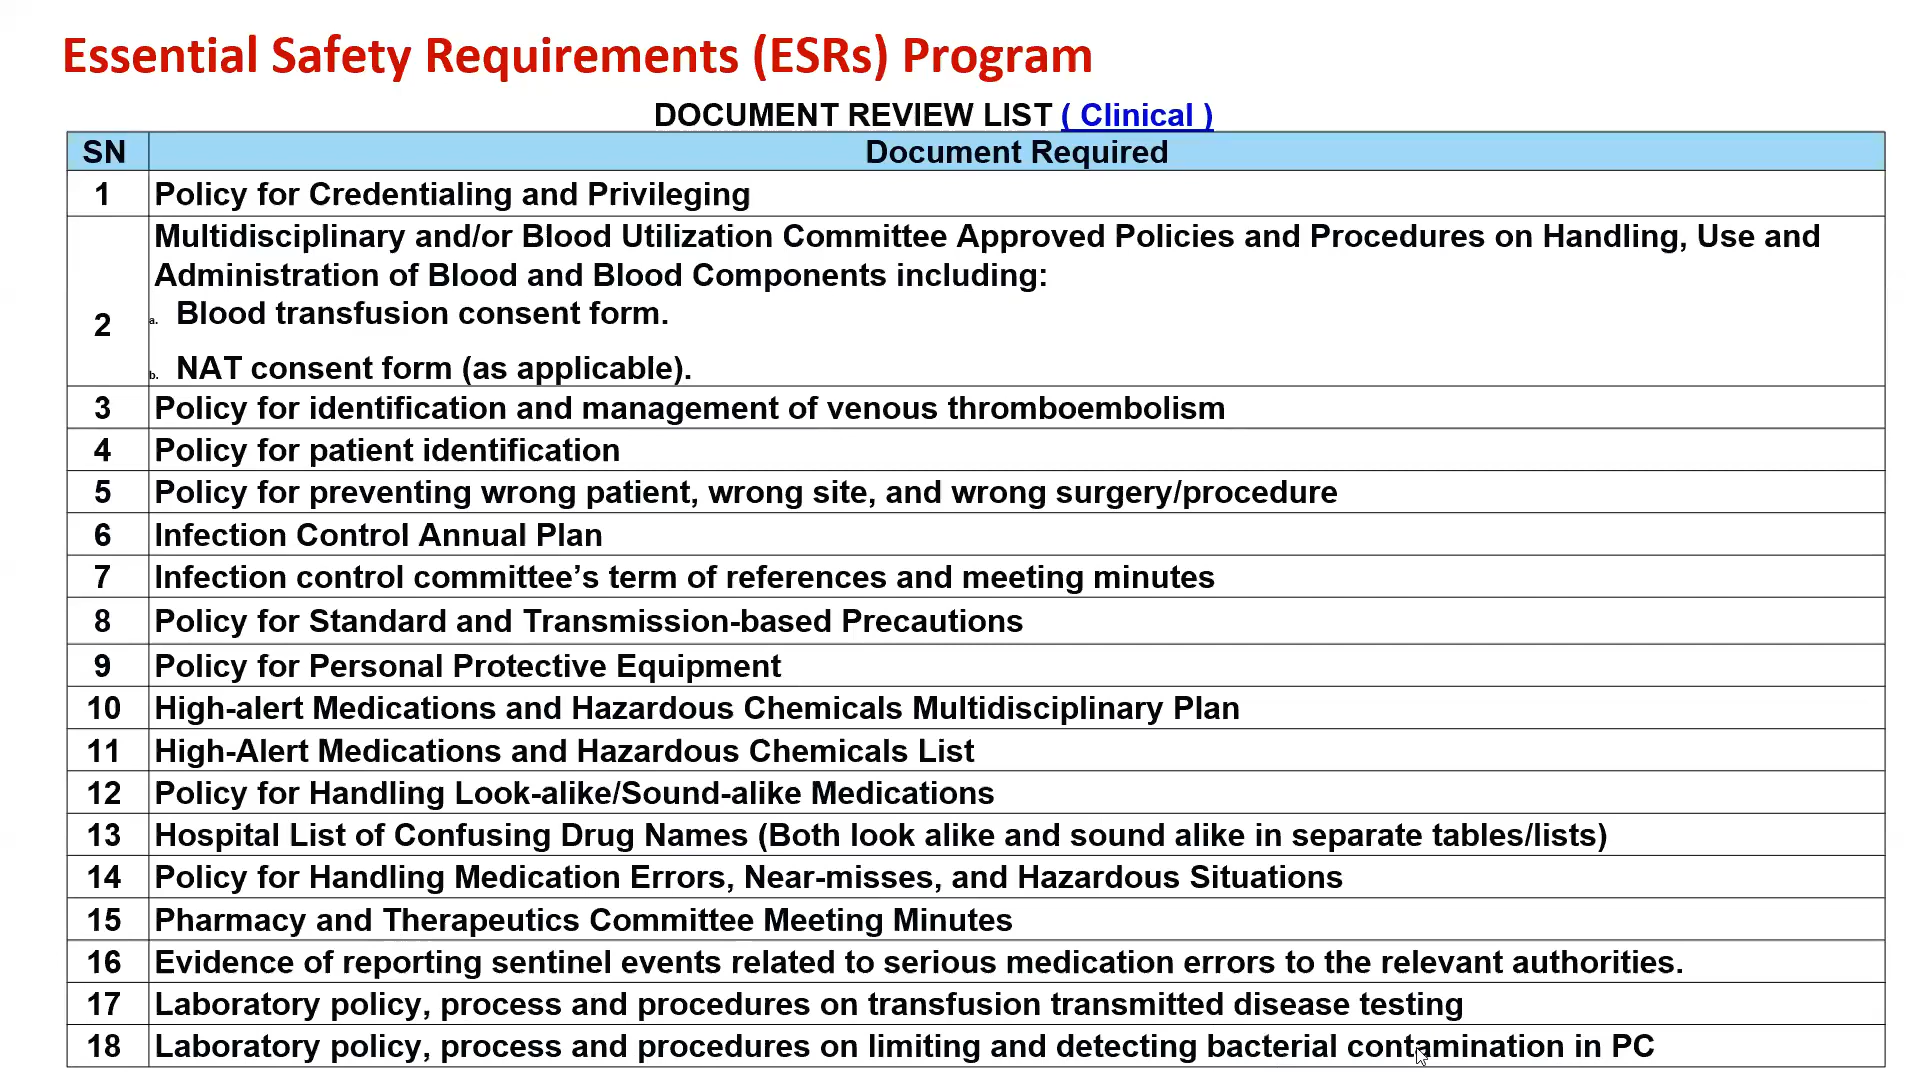 Essential Safety Requirements (ESRs) Program
DOCUMENT REVIEW LIST ( Clinical )
SN Document Required
1 Policy for Credentialing and Privileging
2 Multidisciplinary and/or Blood Utilization Committee Approved Policies and Procedures on Handling, Use and
Administration of Blood and Blood Components including:
a. Blood transfusion consent form.
b. NAT consent form (as applicable).
3 Policy for identification and management of venous thromboembolism
4 Policy for patient identification
5 Policy for preventing wrong patient, wrong site, and wrong surgery/procedure
6 Infection Control Annual Plan
7 Infection control committee’s term of references and meeting minutes
8 Policy for Standard and Transmission-based Precautions
9 Policy for Personal Protective Equipment
10 High-alert Medications and Hazardous Chemicals Multidisciplinary Plan
11 High-Alert Medications and Hazardous Chemicals List
12 Policy for Handling Look-alike/Sound-alike Medications
13 Hospital List of Confusing Drug Names (Both look alike and sound alike in separate tables/lists)
14 Policy for Handling Medication Errors, Near-misses, and Hazardous Situations
15 Pharmacy and Therapeutics Committee Meeting Minutes
16 Evidence of reporting sentinel events related to serious medication errors to the relevant authorities.
17 Laboratory policy, process and procedures on transfusion transmitted disease testing
18 Laboratory policy, process and procedures on limiting and detecting bacterial contamination in PC